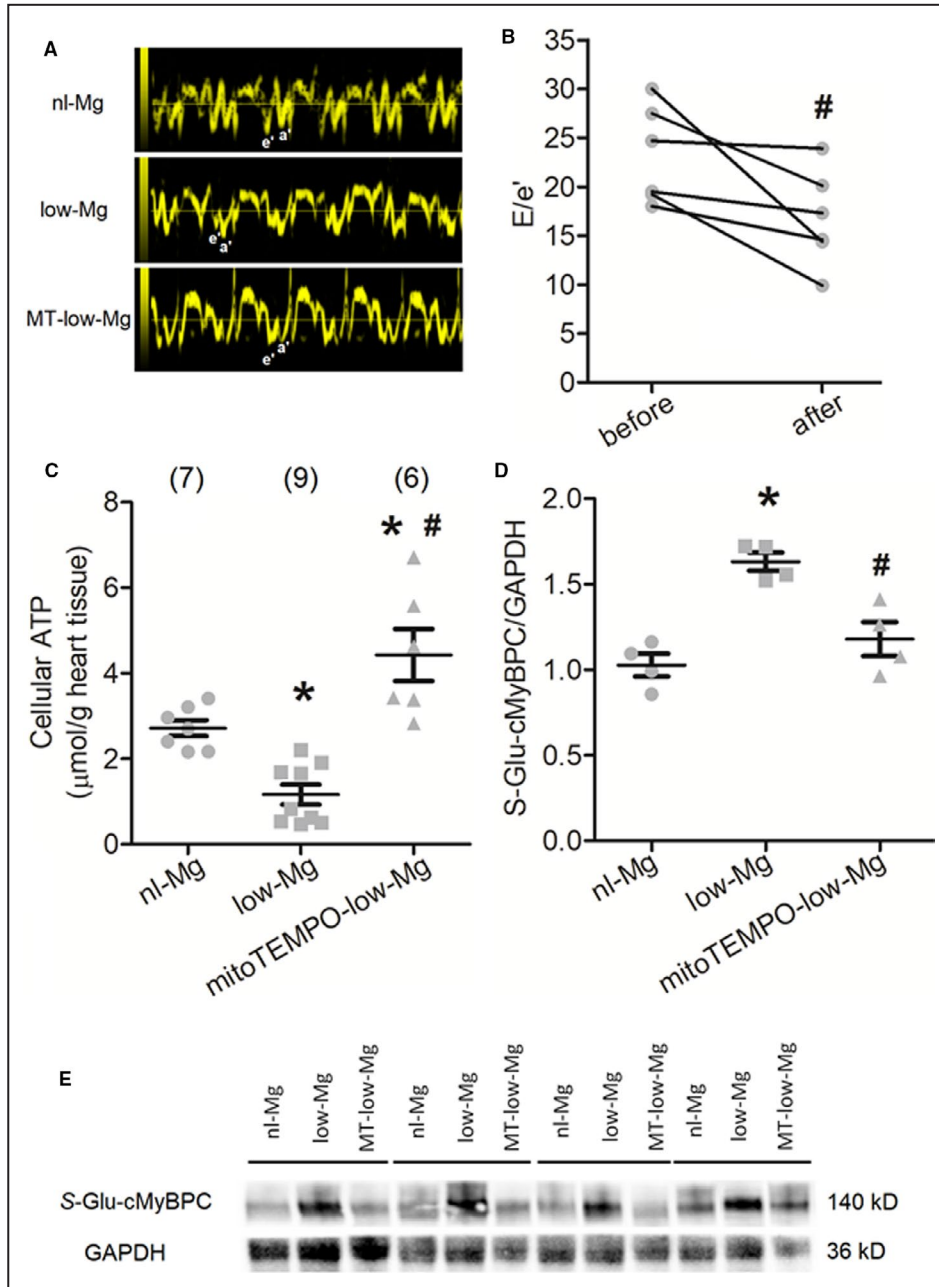 A
nl-Mg
e' a'
low-Mg
e' a'
MT-low-Mg
e' a'
B
E/e'
35
30
25
20
15
10
5
0
#
before
after
C
Cellular ATP
(μmol/g heart tissue)
(7)
(9)
(6)
8
6
4
2
0
*
* #
nl-Mg
low-Mg
mitoTEMPO-low-Mg
D
S-Glu-cMyBPC/GAPDH
2.0
1.5
1.0
0.5
0.0
*
#
nl-Mg
low-Mg
mitoTEMPO-low-Mg
E
nl-Mg low-Mg MT-low-Mg nl-Mg low-Mg MT-low-Mg nl-Mg low-Mg MT-low-Mg nl-Mg low-Mg MT-low-Mg
S-Glu-cMyBPC 140 kD
GAPDH 36 kD